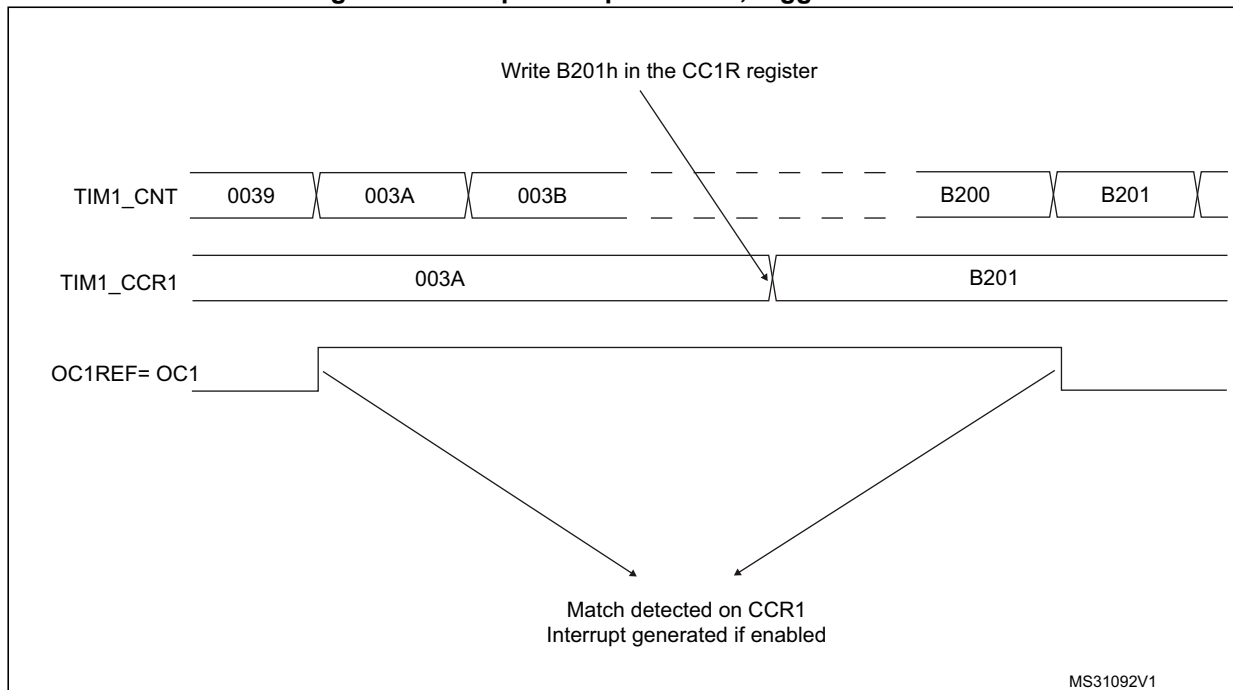 Write B201h in the CC1R register
TIM1_CNT 0039 003A 003B B200 B201
TIM1_CCR1 003A B201
OC1REF= OC1
Match detected on CCR1
Interrupt generated if enabled
MS31092V1